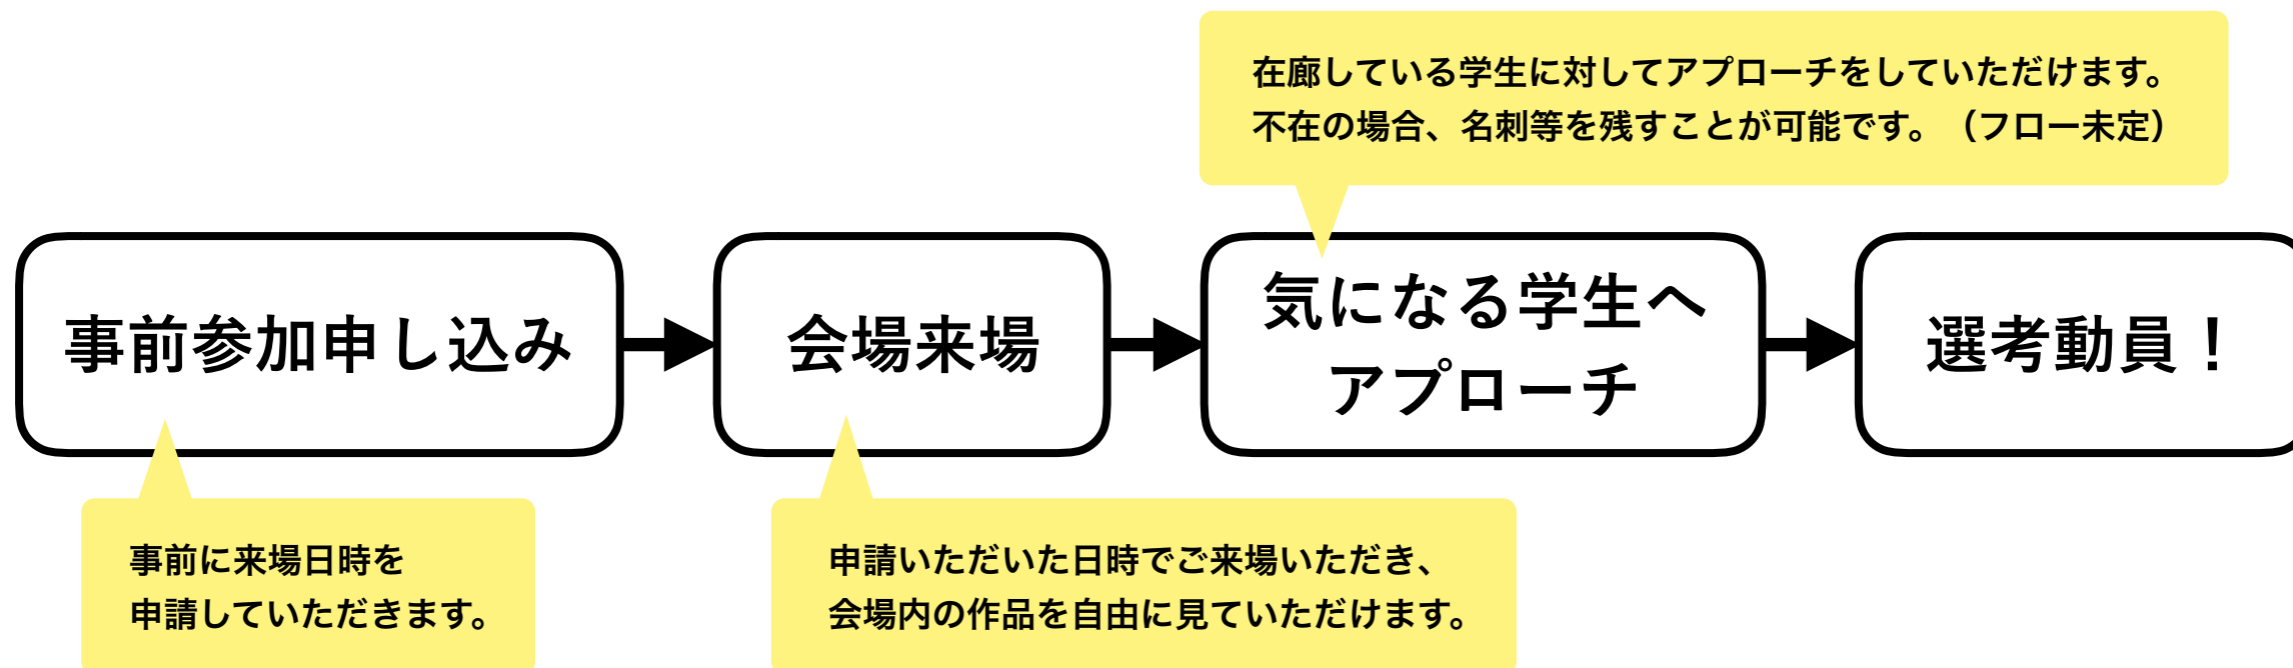 在廊している学生に対してアプローチをしていただけます。
不在の場合、名刺等を残すことが可能です。（フロー未定）
事前参加申し込み
会場来場
気になる学生へ
アプローチ
選考動員！
事前に来場日時を
申請していただきます。
申請いただいた日時でご来場いただき、
会場内の作品を自由に見ていただけます。